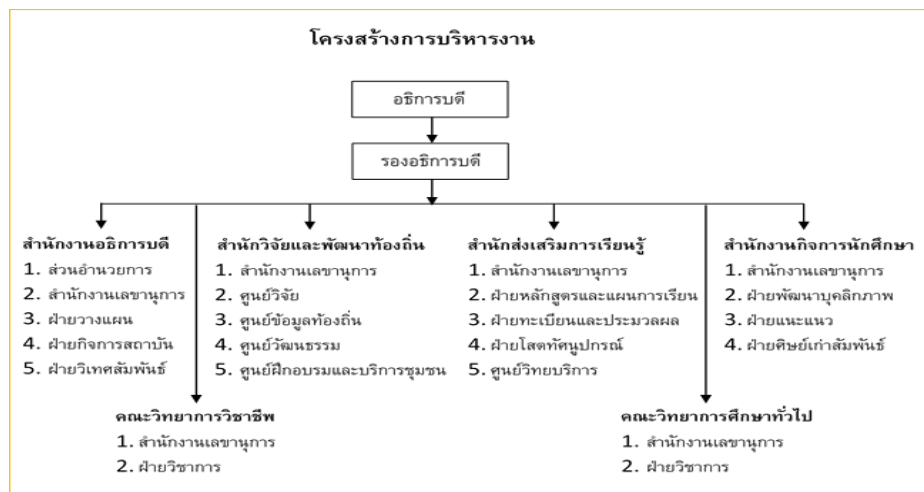 โครงสร้างการบริหารงาน
อธิการบดี
รองอธิการบดี
สำนักงานอธิการบดี
1. ส่วนอำนวยการ
2. สำนักงานเลขานุการ
3. ฝ่ายวางแผน
4. ฝ่ายกิจการสถาบัน
5. ฝ่ายวิเทศสัมพันธ์
สำนักวิจัยและพัฒนาท้องถิ่น
1. สำนักงานเลขานุการ
2. ศูนย์วิจัย
3. ศูนย์ข้อมูลท้องถิ่น
4. ศูนย์วัฒนธรรม
5. ศูนย์ฝึกอบรมและบริการชุมชน
สำนักส่งเสริมการเรียนรู้
1. สำนักงานเลขานุการ
2. ฝ่ายหลักสูตรและแผนการเรียน
3. ฝ่ายทะเบียนและประมวลผล
4. ฝ่ายโสตทัศนูปกรณ์
5. ศูนย์วิทยบริการ
สำนักงานกิจการนักศึกษา
1. สำนักงานเลขานุการ
2. ฝ่ายพัฒนาบุคลิกภาพ
3. ฝ่ายแนะแนว
4. ฝ่ายศิษย์เก่าสัมพันธ์
คณะวิทยาการวิชาชีพ
1. สำนักงานเลขานุการ
2. ฝ่ายวิชาการ
คณะวิทยาการศึกษาทั่วไป
1. สำนักงานเลขานุการ
2. ฝ่ายวิชาการ